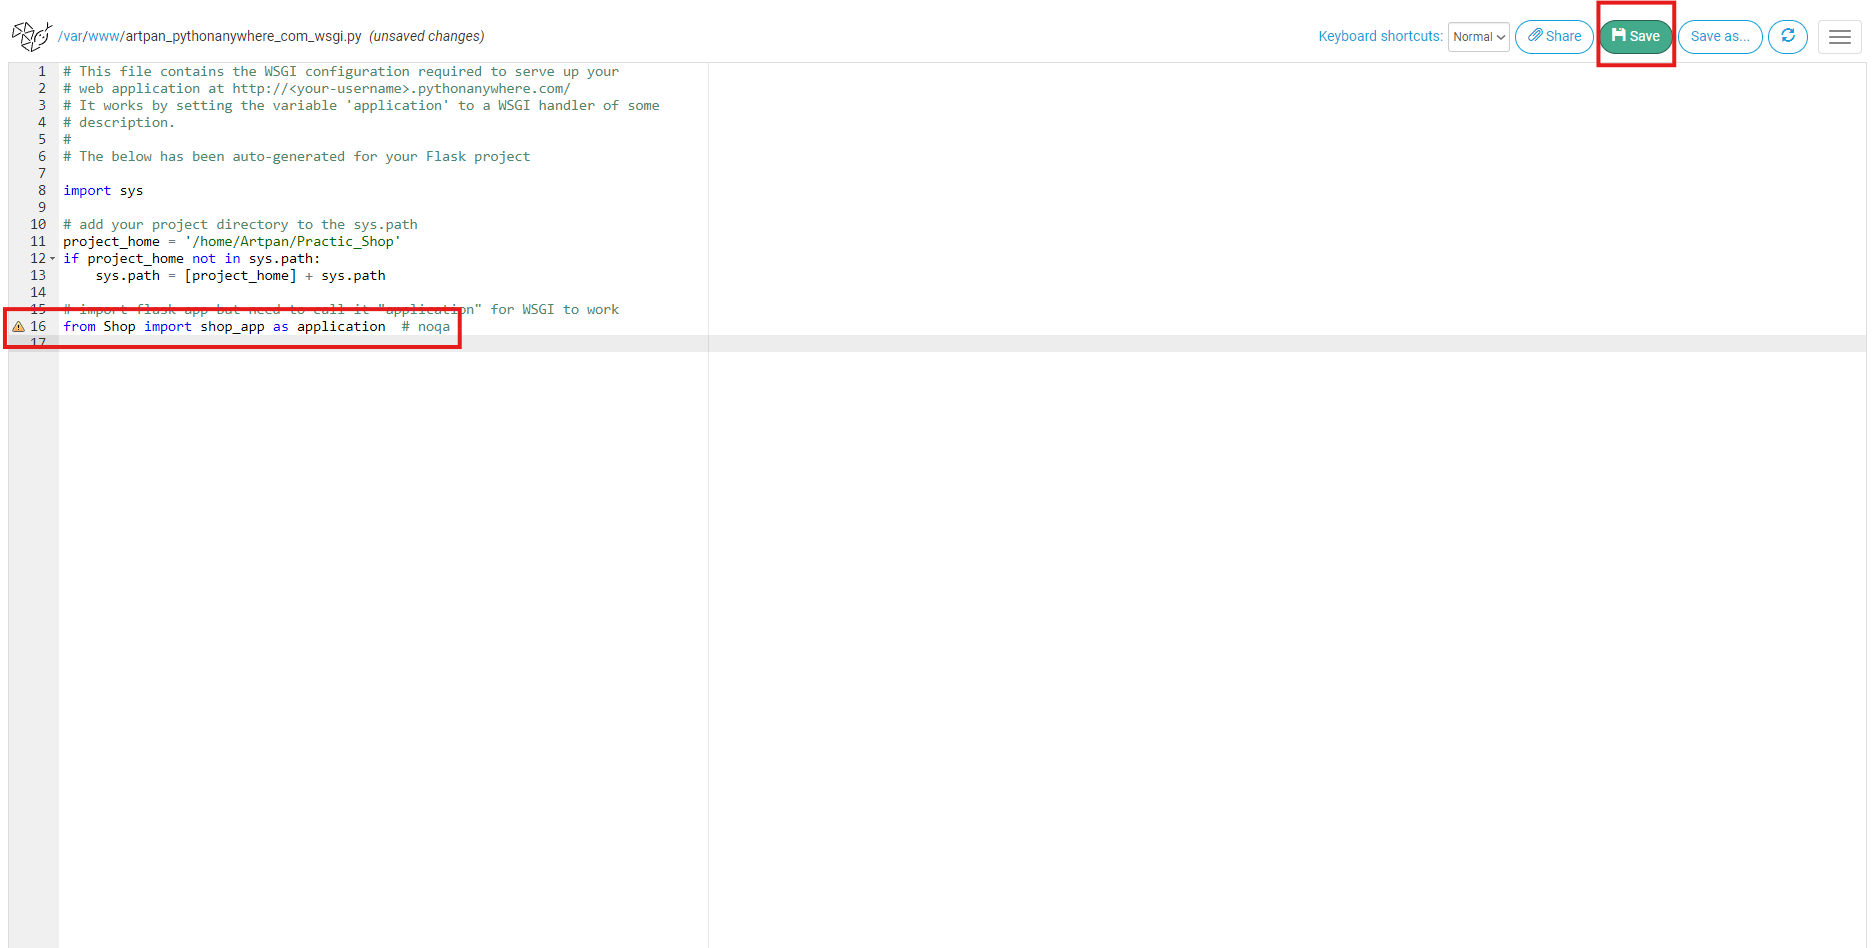 /var/www/artpan_pythonanywhere_com_wsgi.py (unsaved changes) Keyboard shortcuts: Normal Share Save Save as...
1 # This file contains the WSGI configuration required to serve up your
2 # web application at http://<your-username>.pythonanywhere.com/
3 # It works by setting the variable 'application' to a WSGI handler of some
4 # description.
5 #
6 # The below has been auto-generated for your Flask project
7
8 import sys
9
10 # add your project directory to the sys.path
11 project_home = '/home/Artpan/Practic_Shop'
12 if project_home not in sys.path:
13     sys.path = [project_home] + sys.path
14
15 # import flask app but need to call it "application" for WSGI to work
16 from Shop import shop_app as application  # noqa
17